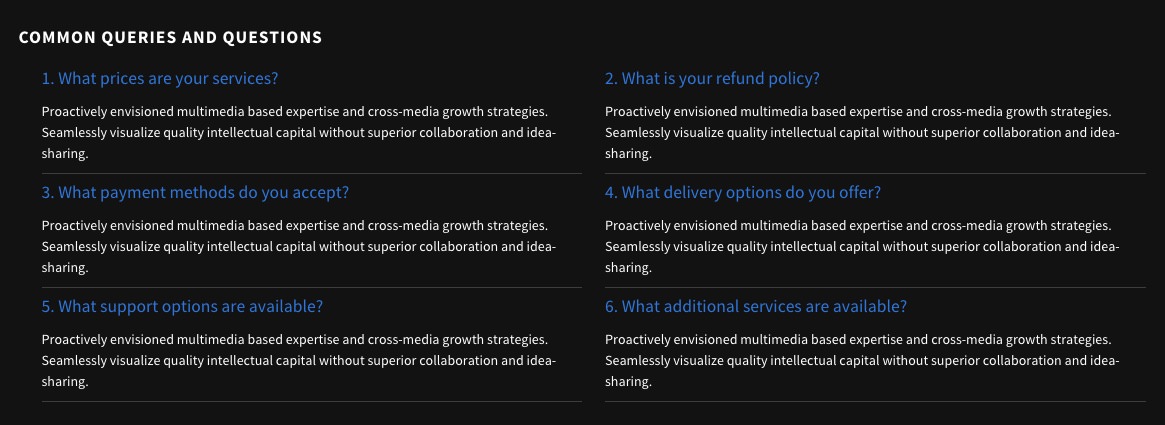 COMMON QUERIES AND QUESTIONS
1. What prices are your services?
Proactively envisioned multimedia based expertise and cross-media growth strategies.
Seamlessly visualize quality intellectual capital without superior collaboration and idea-
sharing.
2. What is your refund policy?
Proactively envisioned multimedia based expertise and cross-media growth strategies.
Seamlessly visualize quality intellectual capital without superior collaboration and idea-
sharing.
3. What payment methods do you accept?
Proactively envisioned multimedia based expertise and cross-media growth strategies.
Seamlessly visualize quality intellectual capital without superior collaboration and idea-
sharing.
4. What delivery options do you offer?
Proactively envisioned multimedia based expertise and cross-media growth strategies.
Seamlessly visualize quality intellectual capital without superior collaboration and idea-
sharing.
5. What support options are available?
Proactively envisioned multimedia based expertise and cross-media growth strategies.
Seamlessly visualize quality intellectual capital without superior collaboration and idea-
sharing.
6. What additional services are available?
Proactively envisioned multimedia based expertise and cross-media growth strategies.
Seamlessly visualize quality intellectual capital without superior collaboration and idea-
sharing.